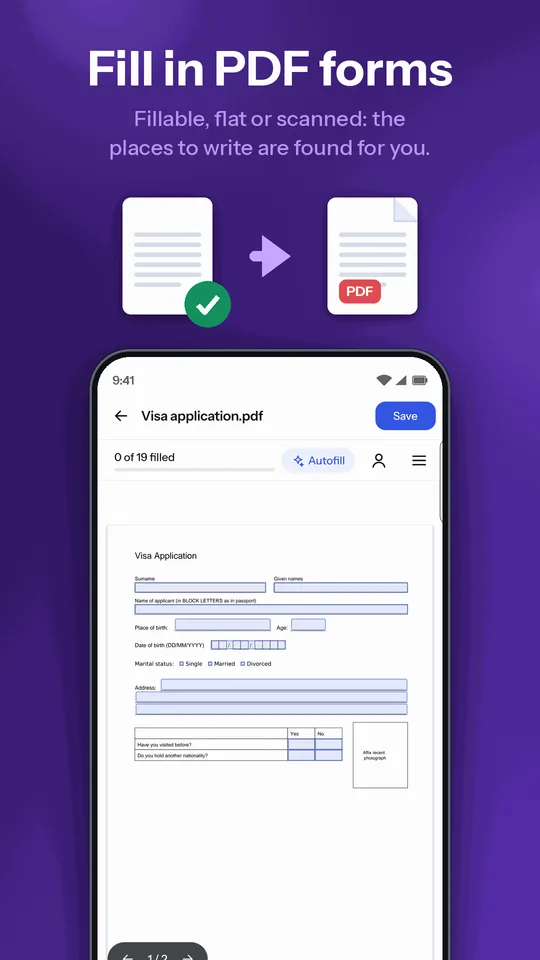 Fill in PDF forms
Fillable, flat or scanned: the
places to write are found for you.
PDF
9:41
Visa application.pdf
Save
0 of 19 filled
Autofill
Visa Application
Surname
Given names
Name of applicant (in BLOCK LETTERS as in passport)
Place of birth:
Age:
Date of birth (DD/MM/YYYY)
/ /
Marital status: Single Married Divorced
Address:
Yes No
Have you visited before?
Do you hold another nationality?
Affix recent
photograph
1 / 2